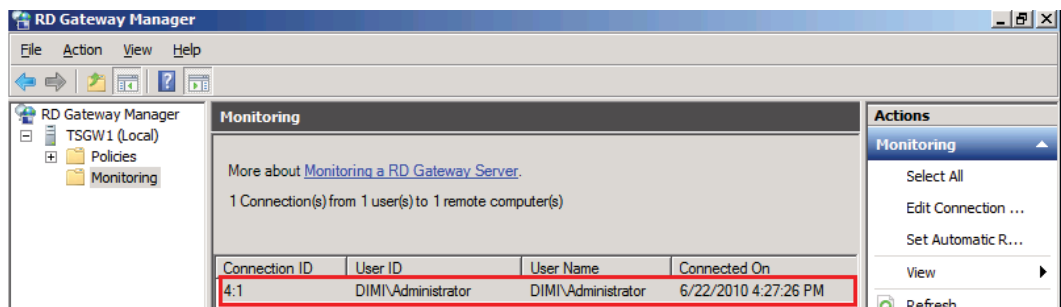 RD Gateway Manager
File Action View Help
RD Gateway Manager
TSGW1 (Local)
Policies
Monitoring
Monitoring
More about Monitoring a RD Gateway Server.
1 Connection(s) from 1 user(s) to 1 remote computer(s)
Connection ID User ID User Name Connected On
4:1 DIMI\Administrator DIMI\Administrator 6/22/2010 4:27:26 PM
Actions
Monitoring
Select All
Edit Connection ...
Set Automatic R...
View
Refresh